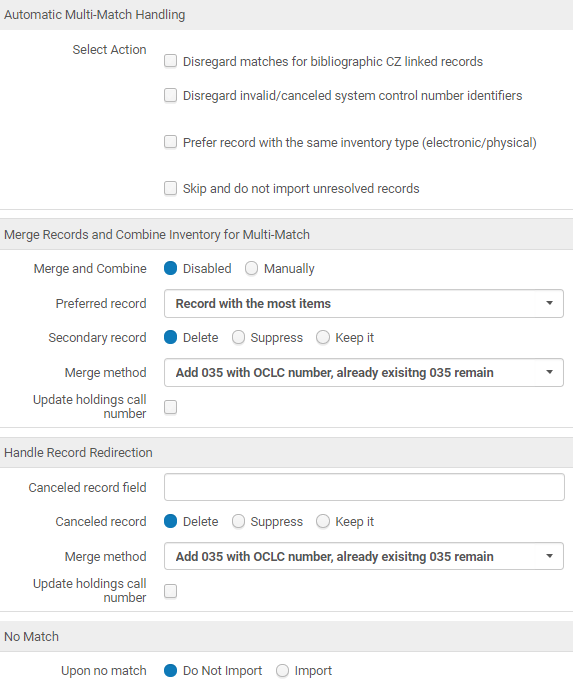 Automatic Multi-Match Handling
Select Action
Disregard matches for bibliographic CZ linked records
Disregard invalid/canceled system control number identifiers
Prefer record with the same inventory type (electronic/physical)
Skip and do not import unresolved records
Merge Records and Combine Inventory for Multi-Match
Merge and Combine Disabled Manually
Preferred record Record with the most items
Secondary record Delete Suppress Keep it
Merge method Add 035 with OCLC number, already exisitng 035 remain
Update holdings call
number
Handle Record Redirection
Canceled record field
Canceled record Delete Suppress Keep it
Merge method Add 035 with OCLC number, already exisitng 035 remain
Update holdings call
number
No Match
Upon no match Do Not Import Import